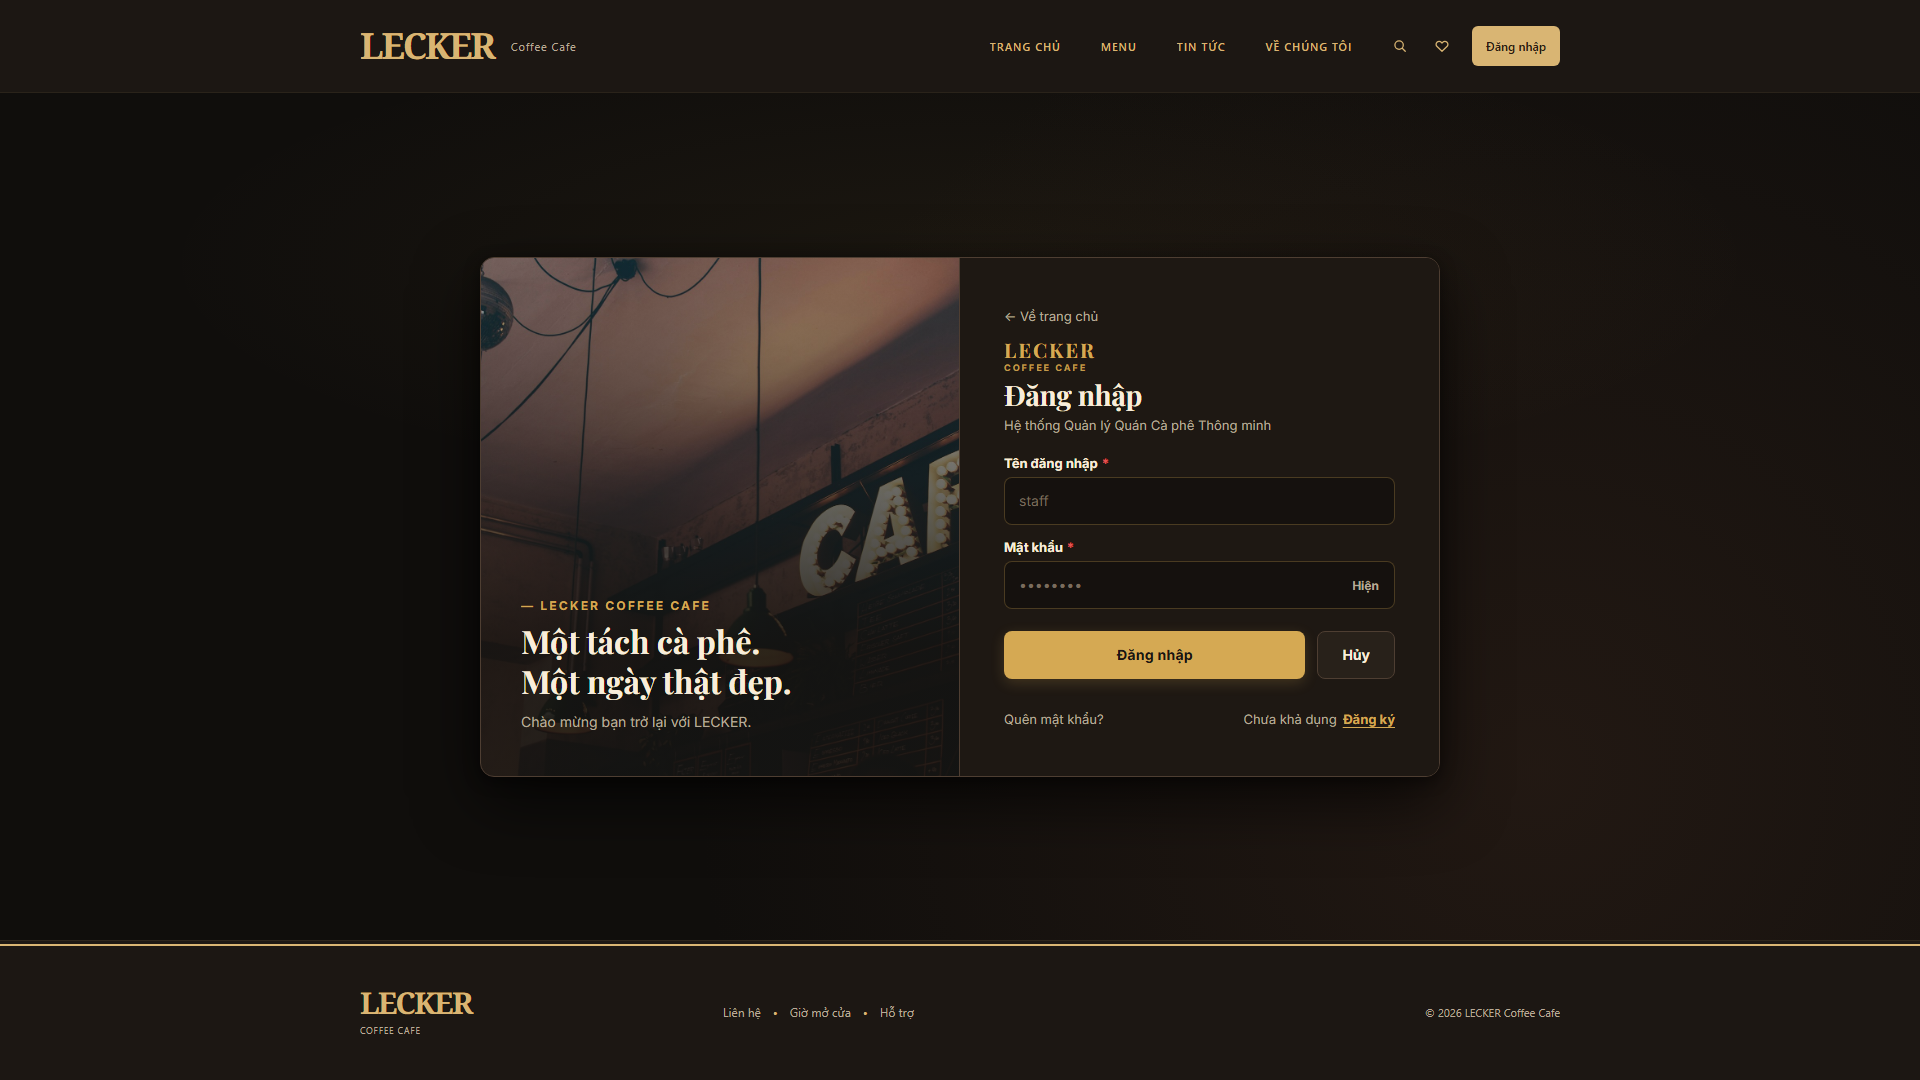 LECKER Coffee Cafe
TRANG CHỦ MENU TIN TỨC VỀ CHÚNG TÔI Đăng nhập
CAF
— LECKER COFFEE CAFE
Một tách cà phê.
Một ngày thật đẹp.
Chào mừng bạn trở lại với LECKER.
← Về trang chủ
LECKER
COFFEE CAFE
Đăng nhập
Hệ thống Quản lý Quán Cà phê Thông minh
Tên đăng nhập *
staff
Mật khẩu *
•••••••• Hiện
Đăng nhập Hủy
Quên mật khẩu? Chưa khả dụng Đăng ký
LECKER
COFFEE CAFE
Liên hệ • Giờ mở cửa • Hỗ trợ
© 2026 LECKER Coffee Cafe